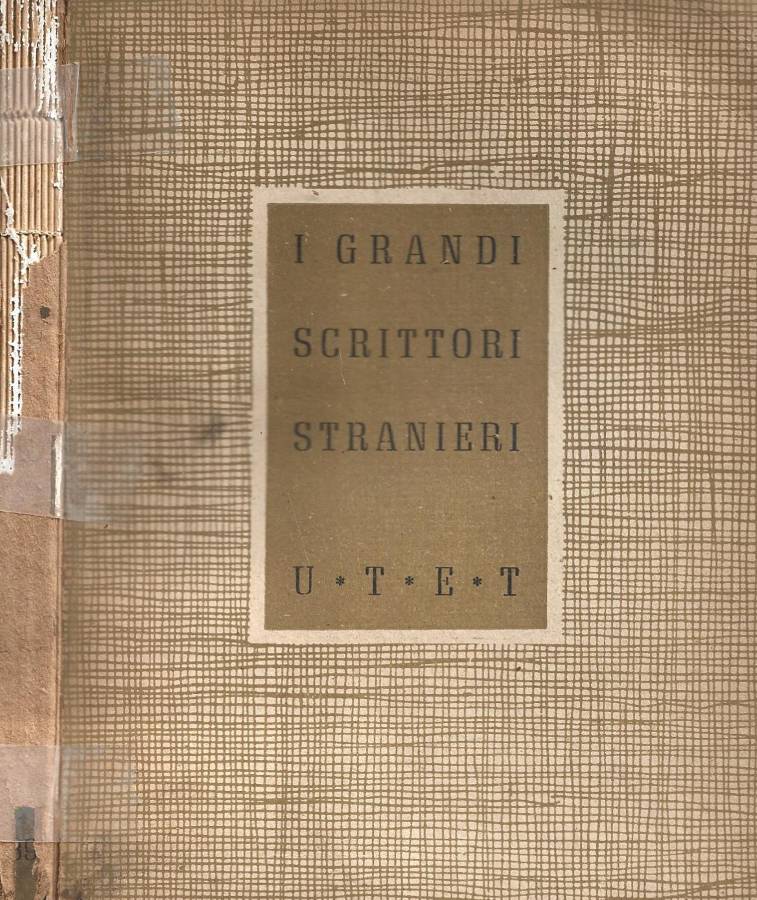 I GRANDI
SCRITTORI
STRANIERI
U*T*E*T